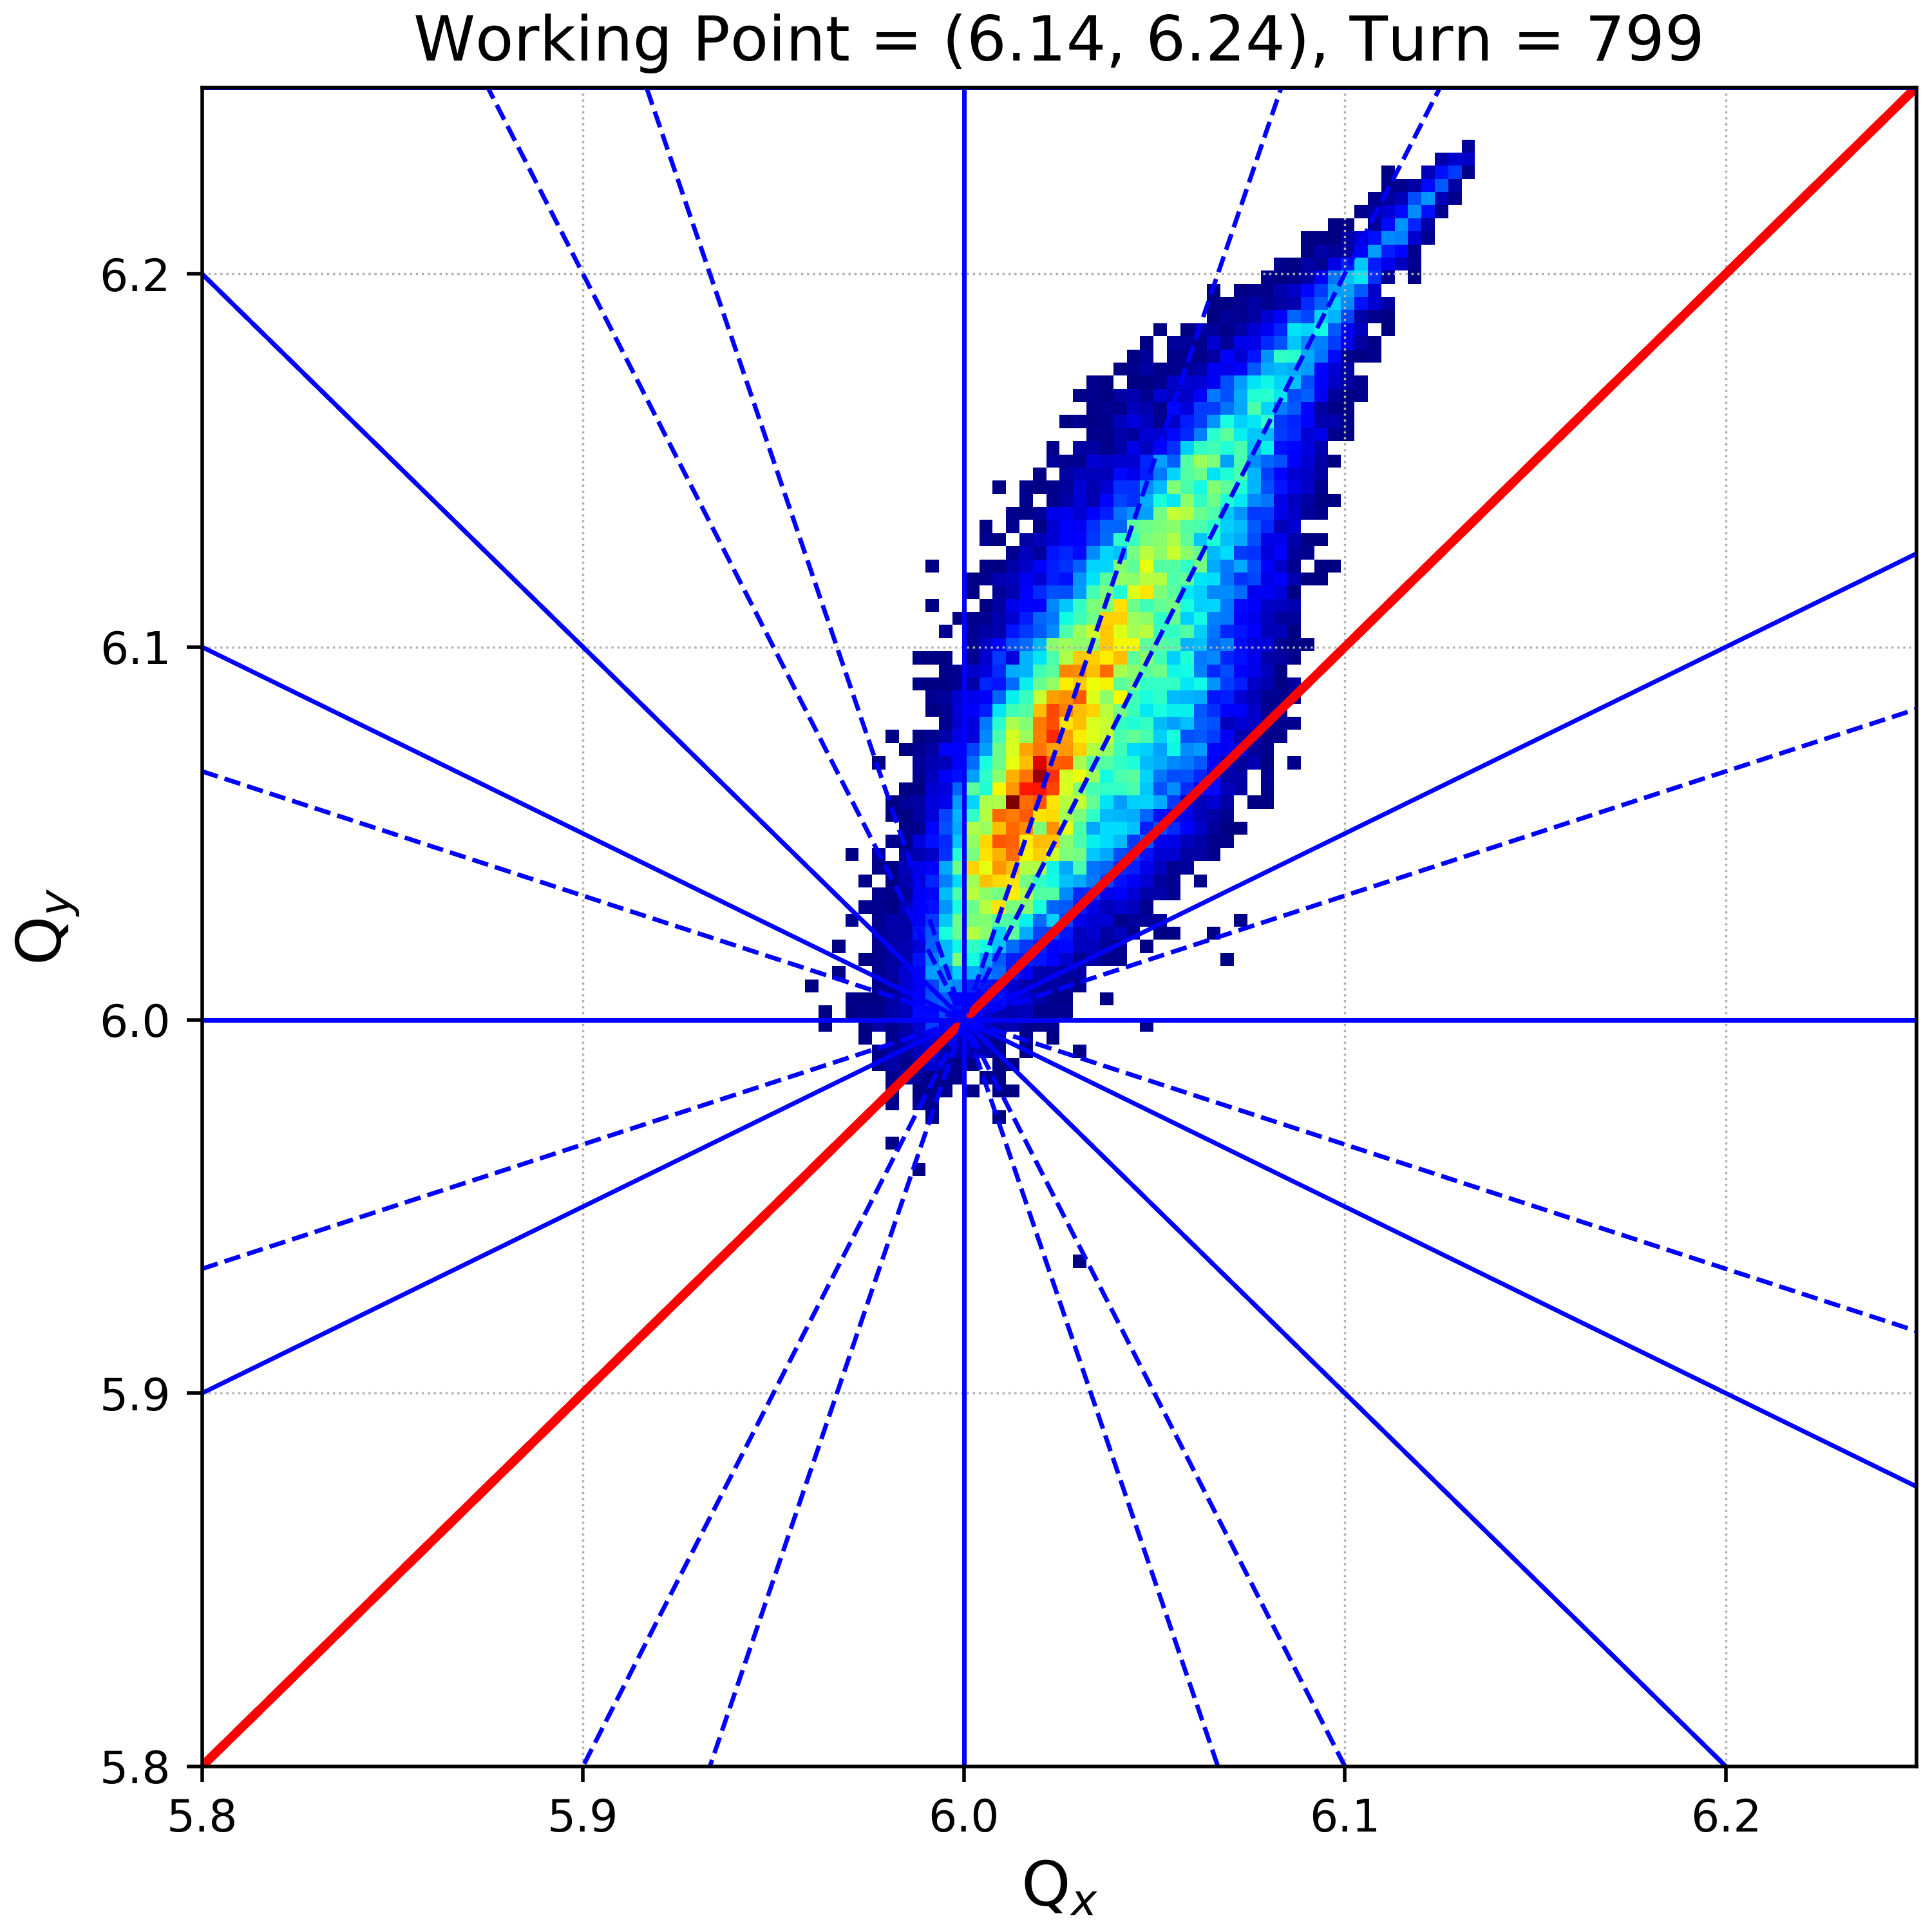 Working Point = (6.14, 6.24), Turn = 799
6.2
6.1
6.0
5.9
5.8
Qy
5.8 5.9 6.0 6.1 6.2
Qx